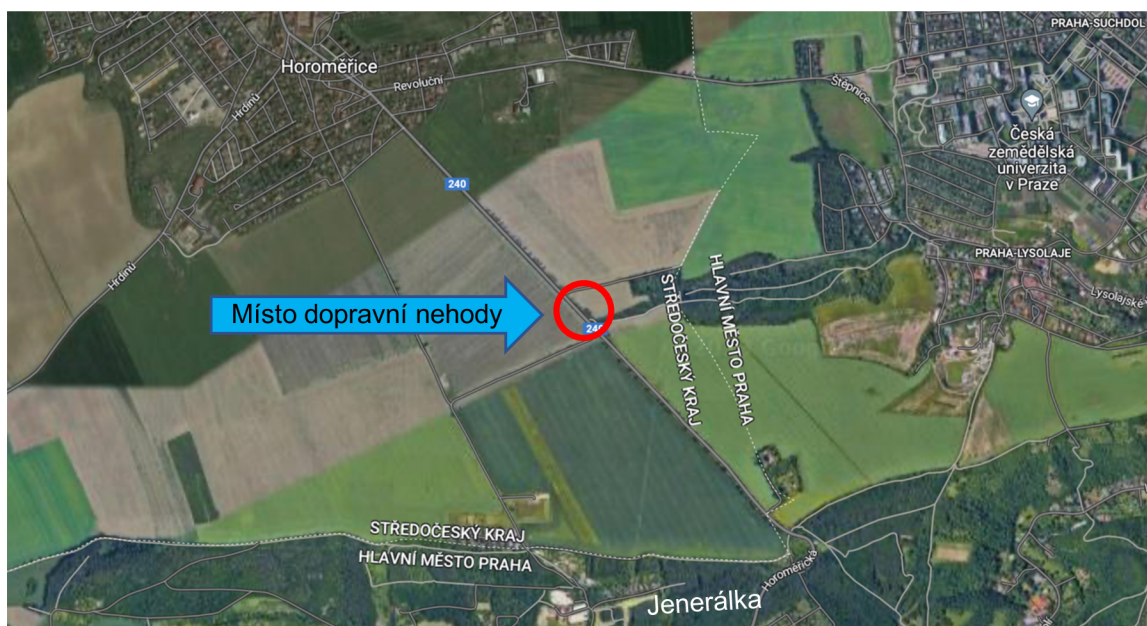 PRAHA-SUCHDOL
Horoměřice
Revoluční
Hrdinů
Štěpnice
Česká
zemědělská
univerzita
v Praze
240
PRAHA-LYSOLAJE
Hrdinů
HLAVNÍ MĚSTO PRAHA
STŘEDOČESKÝ KRAJ
Lysolajské
Místo dopravní nehody
240
STŘEDOČESKÝ KRAJ
HLAVNÍ MĚSTO PRAHA
Horoměřická
Jenerálka